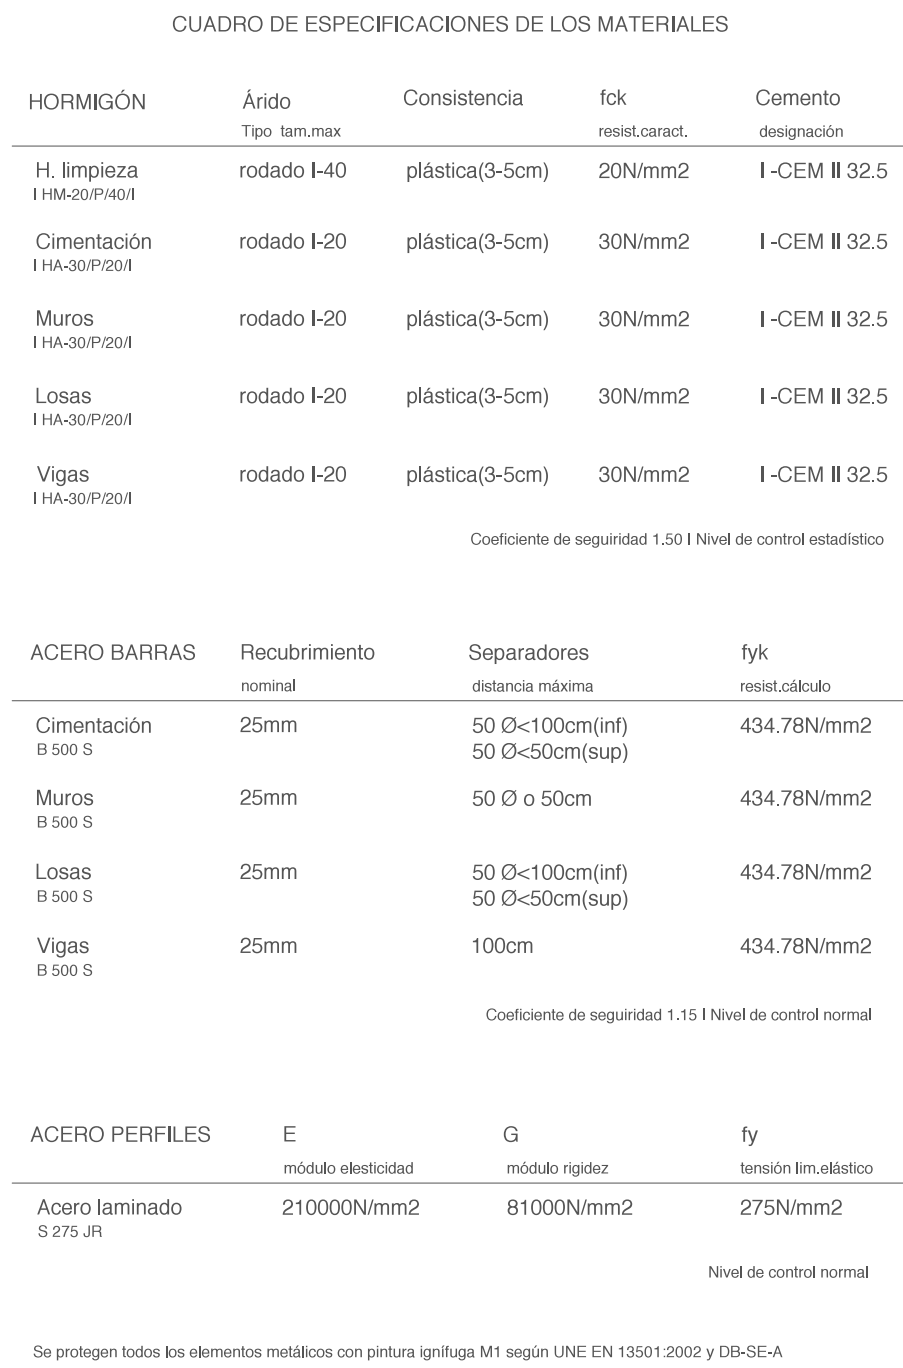 CUADRO DE ESPECIFICACIONES DE LOS MATERIALES
HORMIGÓN Árido Consistencia fck Cemento
Tipo tam.max resist.caract. designación
H. limpieza rodado I-40 plástica(3-5cm) 20N/mm2 I -CEM II 32.5
I HM-20/P/40/I
Cimentación rodado I-20 plástica(3-5cm) 30N/mm2 I -CEM II 32.5
I HA-30/P/20/I
Muros rodado I-20 plástica(3-5cm) 30N/mm2 I -CEM II 32.5
I HA-30/P/20/I
Losas rodado I-20 plástica(3-5cm) 30N/mm2 I -CEM II 32.5
I HA-30/P/20/I
Vigas rodado I-20 plástica(3-5cm) 30N/mm2 I -CEM II 32.5
I HA-30/P/20/I
Coeficiente de seguiridad 1.50 I Nivel de control estadístico
ACERO BARRAS Recubrimiento Separadores fyk
nominal distancia máxima resist.cálculo
Cimentación 25mm 50 Ø<100cm(inf) 434.78N/mm2
B 500 S 50 Ø<50cm(sup)
Muros 25mm 50 Ø o 50cm 434.78N/mm2
B 500 S
Losas 25mm 50 Ø<100cm(inf) 434.78N/mm2
B 500 S 50 Ø<50cm(sup)
Vigas 25mm 100cm 434.78N/mm2
B 500 S
Coeficiente de seguiridad 1.15 I Nivel de control normal
ACERO PERFILES E G fy
módulo elesticidad módulo rigidez tensión lim.elástico
Acero laminado 210000N/mm2 81000N/mm2 275N/mm2
S 275 JR
Nivel de control normal
Se protegen todos los elementos metálicos con pintura ignífuga M1 según UNE EN 13501:2002 y DB-SE-A